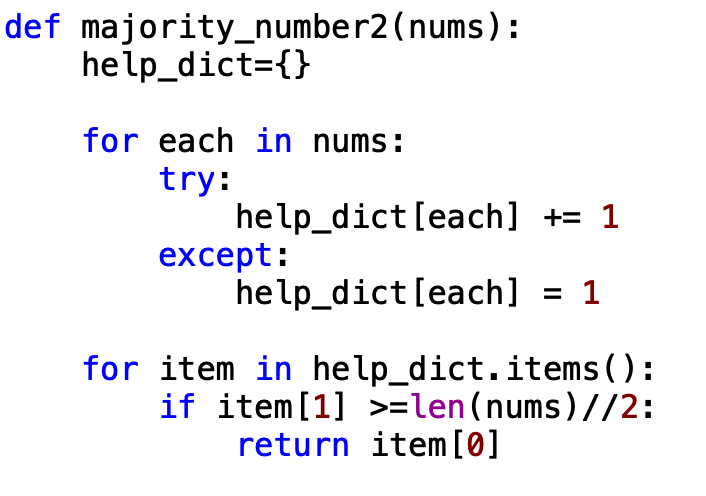 def majority_number2(nums):
    help_dict={}

    for each in nums:
        try:
            help_dict[each] += 1
        except:
            help_dict[each] = 1

    for item in help_dict.items():
        if item[1] >=len(nums)//2:
            return item[0]